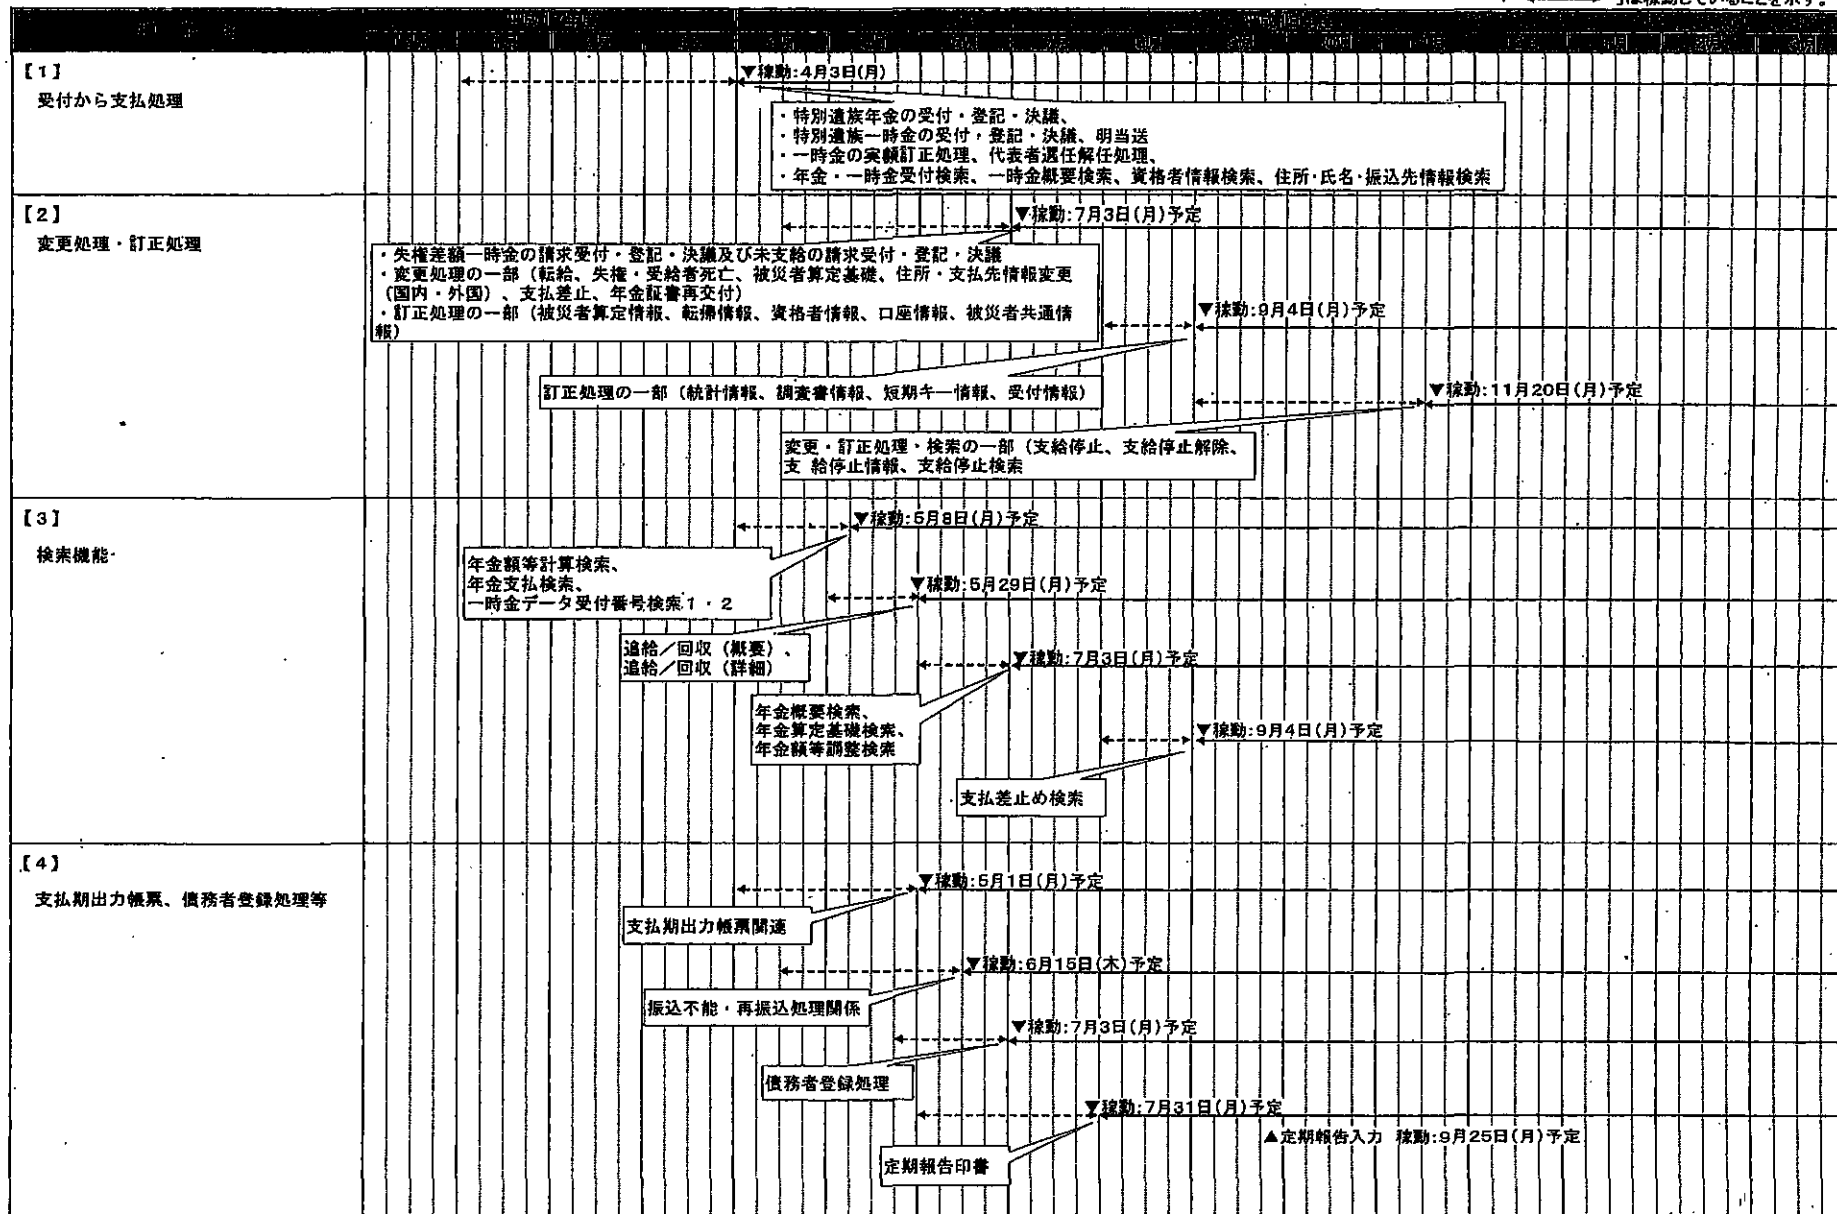 は稼動していることを示す。
【1】
受付から支払処理
▼稼動:4月3日(月)
・特別遺族年金の受付・登記・決議、
・特別遺族一時金の受付・登記・決議、明当送
・一時金の実額訂正処理、代表者選任解任処理、
・年金・一時金受付検索、一時金概要検索、資格者情報検索、住所・氏名・振込先情報検索
【2】
変更処理・訂正処理
▼稼動:7月3日(月)予定
・失権差額一時金の請求受付・登記・決議及び未支給の請求受付・登記・決議
・変更処理の一部（転給、失権・受給者死亡、被災者算定基礎、住所・支払先情報変更
（国内・外国）、支払差止、年金証書再交付）
・訂正処理の一部（被災者算定情報、転帰情報、資格者情報、口座情報、被災者共通情
報）
▼稼動:9月4日(月)予定
訂正処理の一部（統計情報、調査書情報、短期キー情報、受付情報）
▼稼動:11月20日(月)予定
変更・訂正処理・検索の一部（支給停止、支給停止解除、
支 給停止情報、支給停止検索
【3】
検索機能
▼稼動:5月8日(月)予定
年金額等計算検索、
年金支払検索、
一時金データ受付番号検索1・2
▼稼動:5月29日(月)予定
追給／回収（概要）、
追給／回収（詳細）
▼稼動:7月3日(月)予定
年金概要検索、
年金算定基礎検索、
年金額等調整検索
▼稼動:9月4日(月)予定
支払差止め検索
【4】
支払期出力帳票、債務者登録処理等
▼稼動:5月1日(月)予定
支払期出力帳票関連
▼稼動:6月15日(木)予定
振込不能・再振込処理関係
▼稼動:7月3日(月)予定
債務者登録処理
▼稼動:7月31日(月)予定
▲定期報告入力 稼動:9月25日(月)予定
定期報告印書